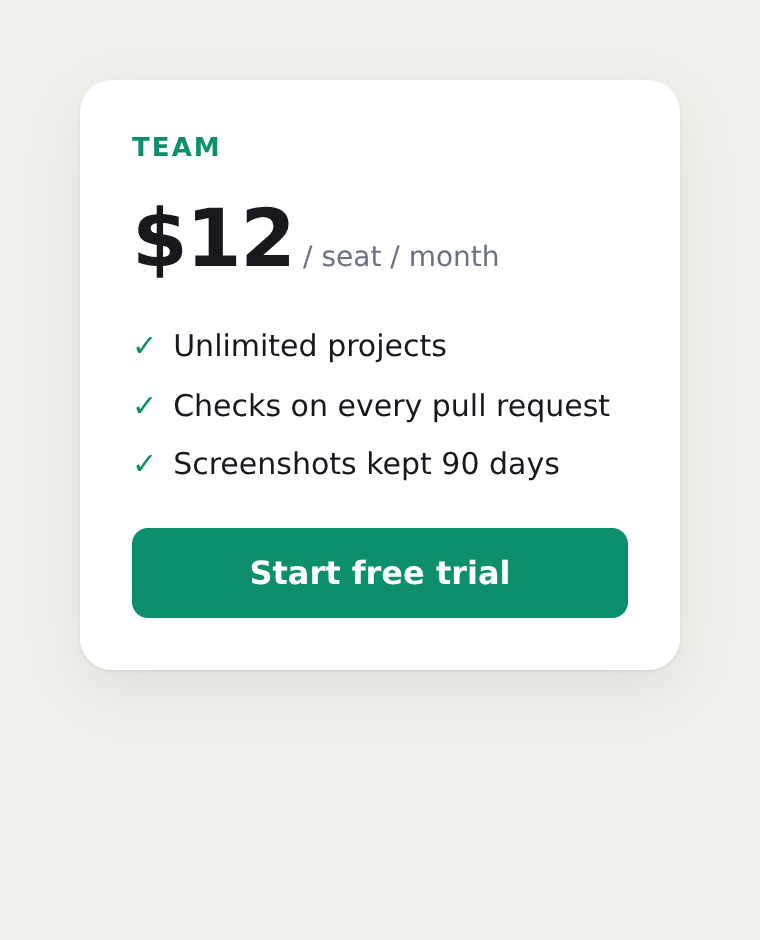 TEAM
$12 / seat / month
✓ Unlimited projects
✓ Checks on every pull request
✓ Screenshots kept 90 days
Start free trial